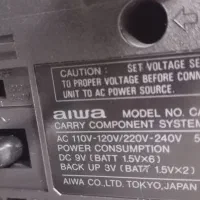 CAUTION : SET VOLTAGE SE
TO PROPER VOLTAGE BEFORE CONN
UNIT TO AC POWER SOURCE.
aiwa MODEL NO. CA
CARRY COMPONENT SYSTEM
AC 110V-120V/220V-240V 5
POWER CONSUMPTION
DC 9V (BATT 1.5V×6)
BACK UP 3V (BATT 1.5V×2)
AIWA CO., LTD. TOKYO, JAPAN